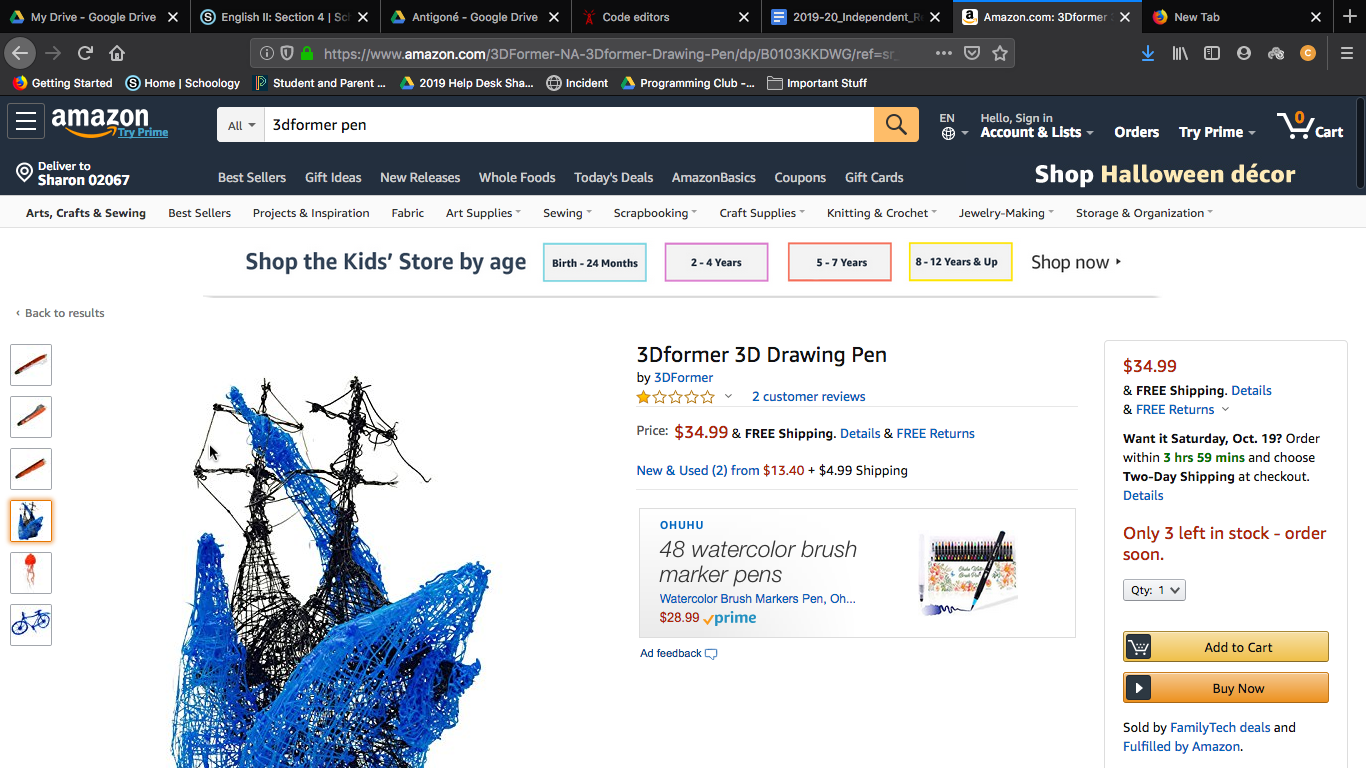 My Drive - Google Drive
English II: Section 4 | Sc
Antigoné - Google Drive
Code editors
2019-20_Independent_R
Amazon.com: 3Dformer
New Tab
https://www.amazon.com/3DFormer-NA-3Dformer-Drawing-Pen/dp/B0103KKDWG/ref=sr_
C
Getting Started
Home | Schoology
Student and Parent ...
2019 Help Desk Sha...
Incident
Programming Club -...
Important Stuff
amazon
Try Prime
All
3dformer pen
EN
Hello, Sign in
Account & Lists
Orders
Try Prime
0
Cart
Deliver to
Sharon 02067
Best Sellers
Gift Ideas
New Releases
Whole Foods
Today's Deals
AmazonBasics
Coupons
Gift Cards
Shop Halloween décor
Arts, Crafts & Sewing
Best Sellers
Projects & Inspiration
Fabric
Art Supplies
Sewing
Scrapbooking
Craft Supplies
Knitting & Crochet
Jewelry-Making
Storage & Organization
Shop the Kids' Store by age
Birth - 24 Months
2 - 4 Years
5 - 7 Years
8 - 12 Years & Up
Shop now
‹ Back to results
3Dformer 3D Drawing Pen
by 3DFormer
2 customer reviews
Price: $34.99 & FREE Shipping. Details & FREE Returns
New & Used (2) from $13.40 + $4.99 Shipping
OHUHU
48 watercolor brush
marker pens
Watercolor Brush Markers Pen, Oh...
$28.99 prime
Ad feedback
$34.99
& FREE Shipping. Details
& FREE Returns
Want it Saturday, Oct. 19? Order
within 3 hrs 59 mins and choose
Two-Day Shipping at checkout.
Details
Only 3 left in stock - order
soon.
Qty: 1
Add to Cart
Buy Now
Sold by FamilyTech deals and
Fulfilled by Amazon.